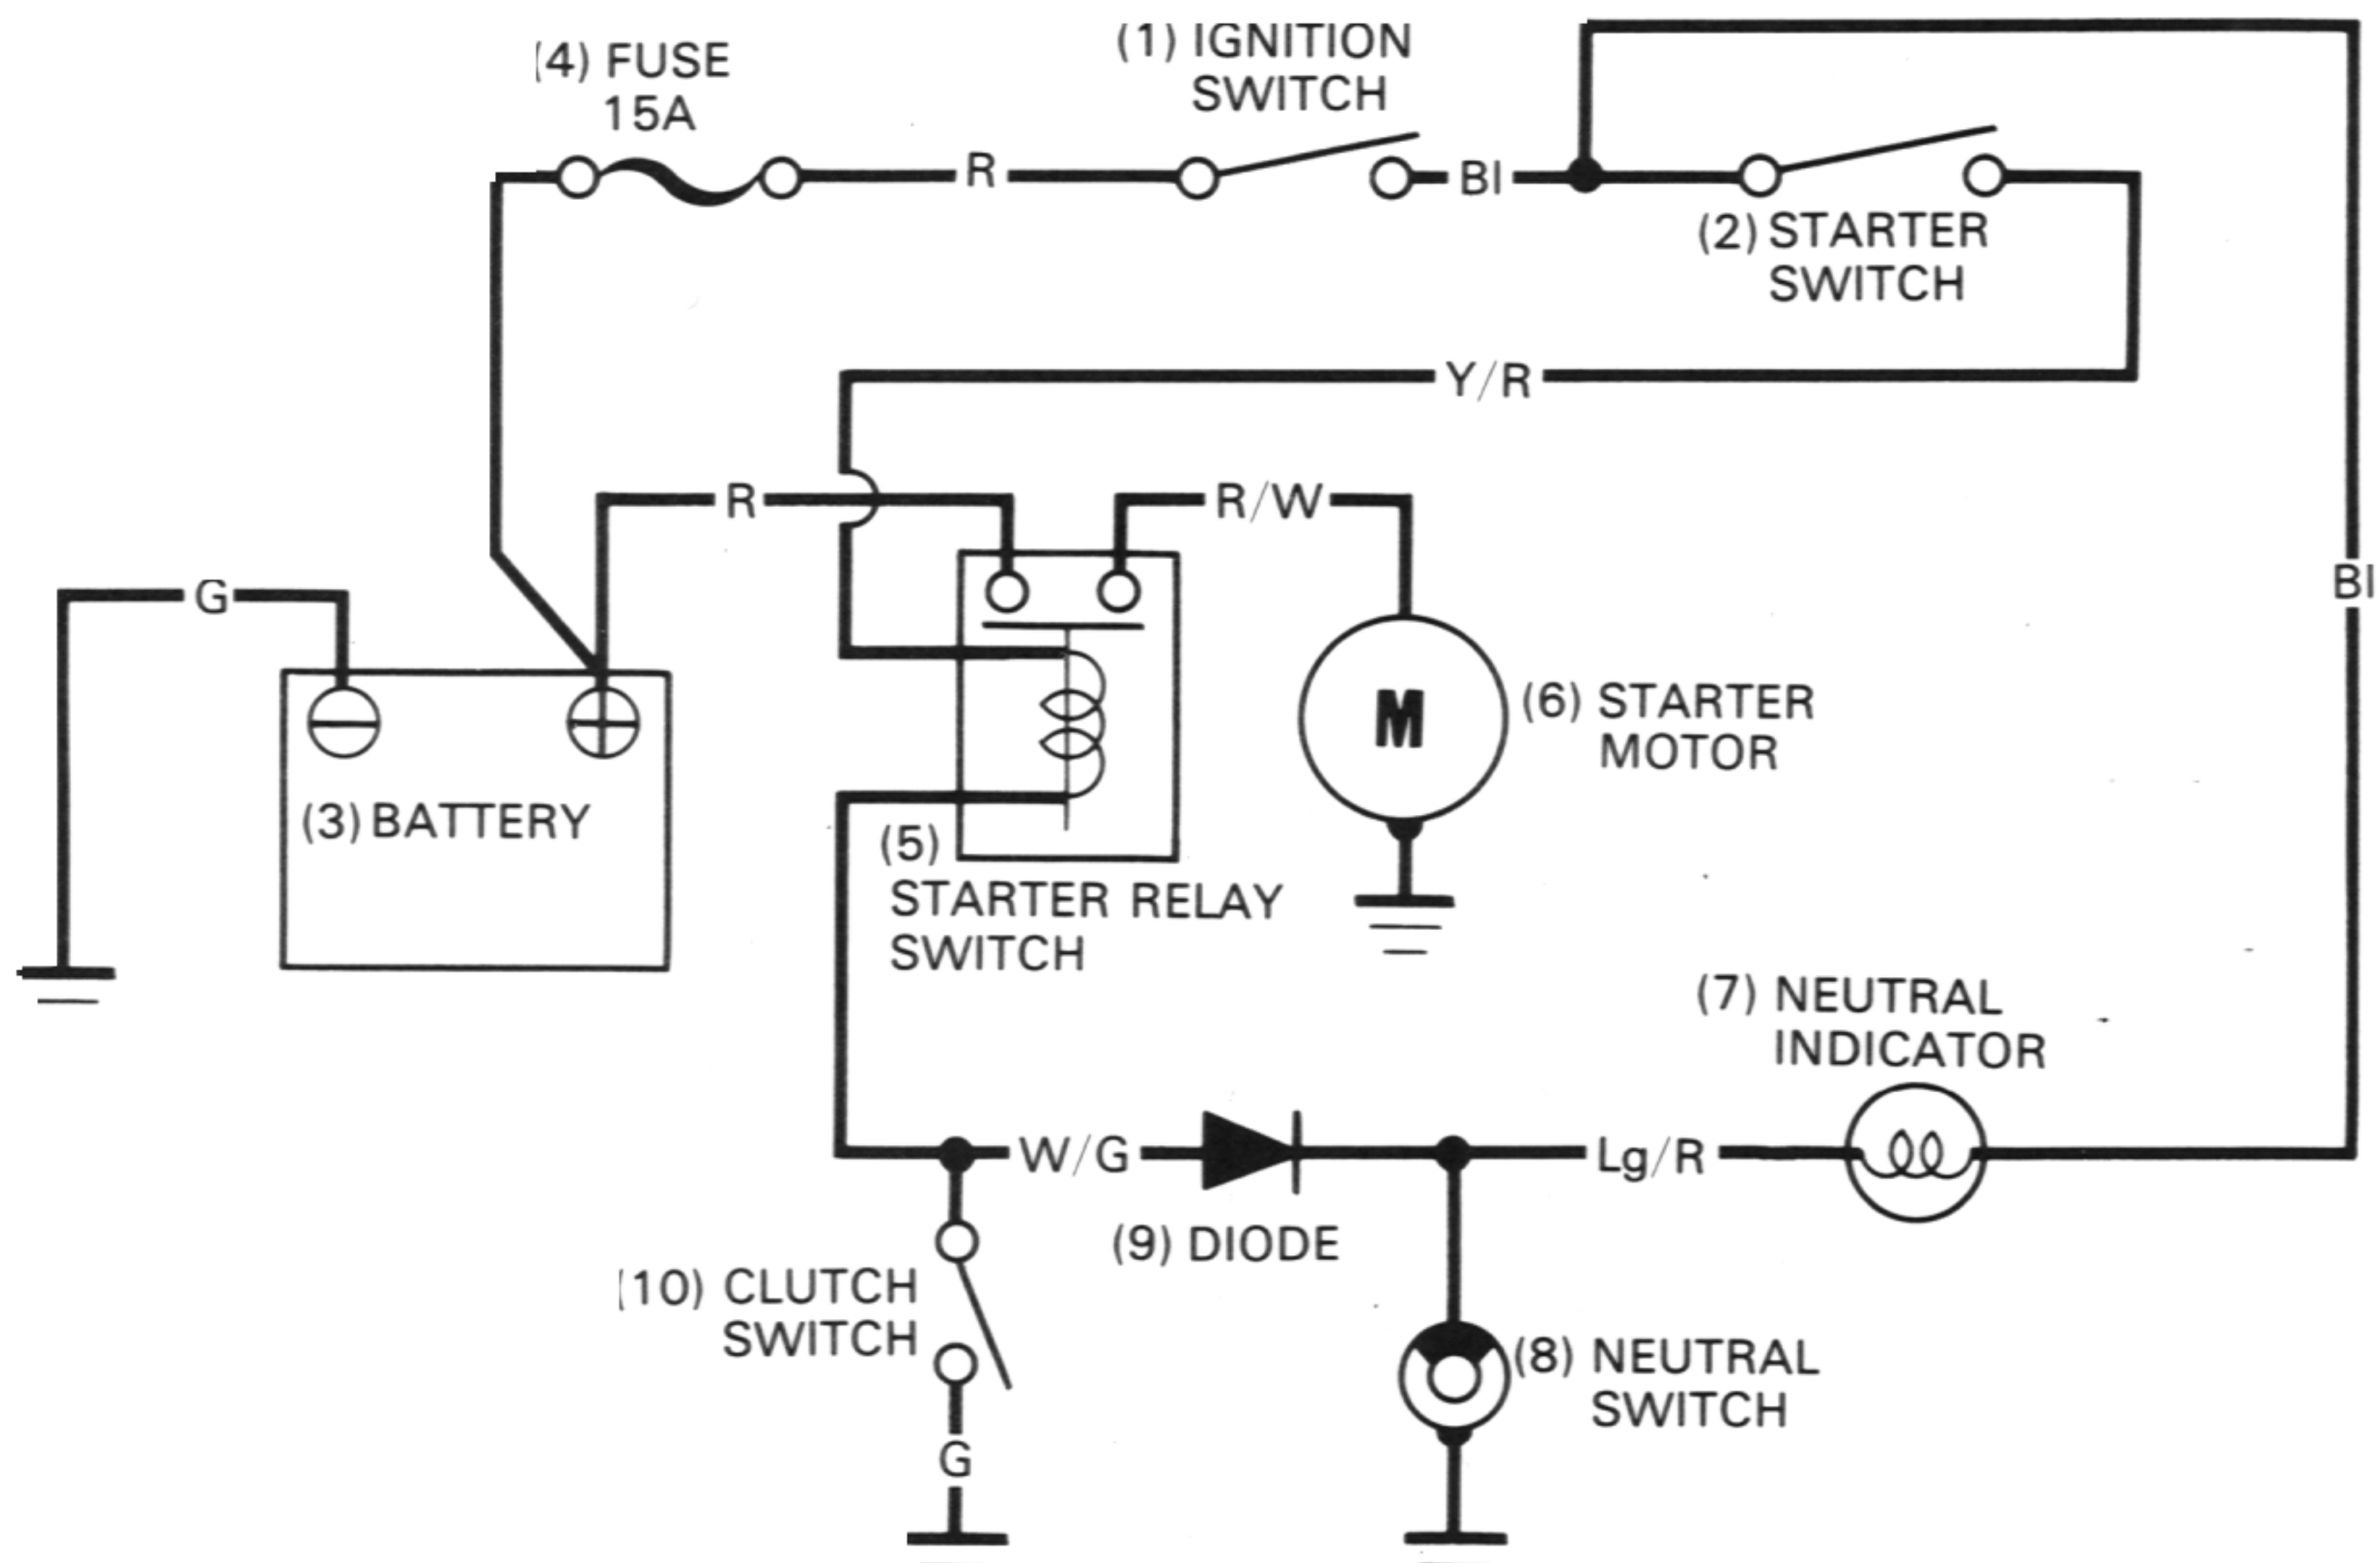 (4) FUSE
15A
(1) IGNITION
SWITCH
R
Bl
(2) STARTER
SWITCH
Y/R
R
R/W
G
Bl
(3) BATTERY
M
(6) STARTER
MOTOR
(5)
STARTER RELAY
SWITCH
(7) NEUTRAL
INDICATOR
W/G
Lg/R
(9) DIODE
(10) CLUTCH
SWITCH
(8) NEUTRAL
SWITCH
G